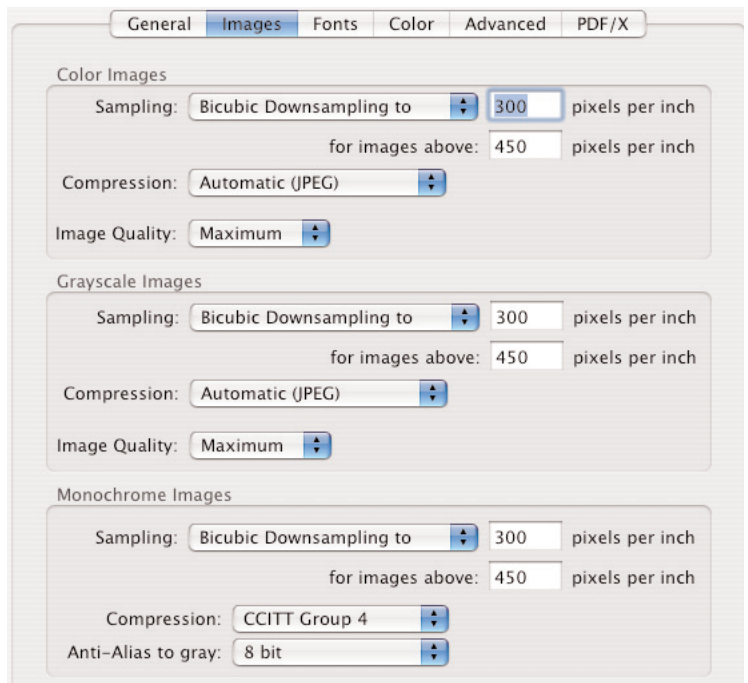 General Images Fonts Color Advanced PDF/X
Color Images
Sampling: Bicubic Downsampling to 300 pixels per inch
for images above: 450 pixels per inch
Compression: Automatic (JPEG)
Image Quality: Maximum
Grayscale Images
Sampling: Bicubic Downsampling to 300 pixels per inch
for images above: 450 pixels per inch
Compression: Automatic (JPEG)
Image Quality: Maximum
Monochrome Images
Sampling: Bicubic Downsampling to 300 pixels per inch
for images above: 450 pixels per inch
Compression: CCITT Group 4
Anti-Alias to gray: 8 bit